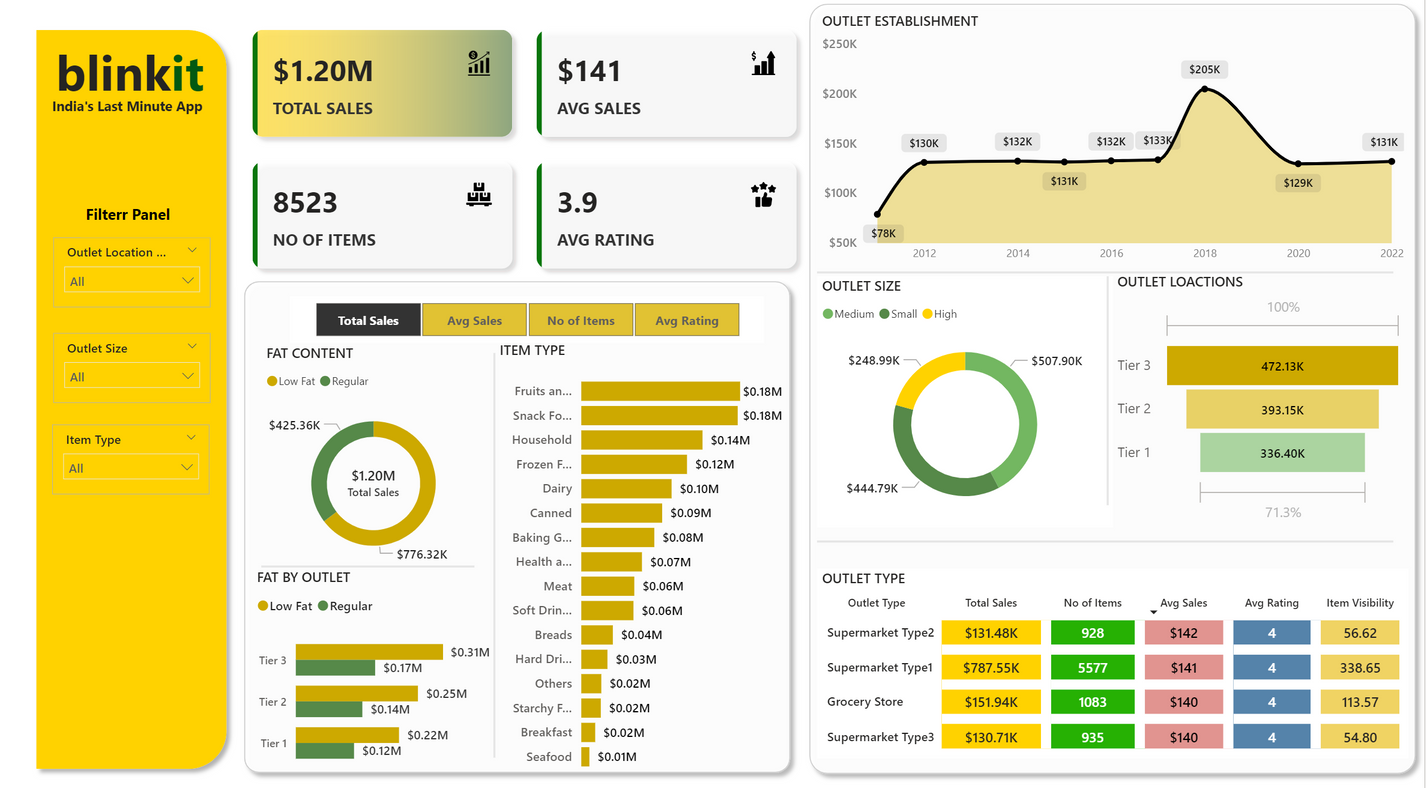 blinkit
India's Last Minute App
Filterr Panel
Outlet Location ...
All
Outlet Size
All
Item Type
All
$1.20M
TOTAL SALES
$141
AVG SALES
8523
NO OF ITEMS
3.9
AVG RATING
Total Sales
Avg Sales
No of Items
Avg Rating
FAT CONTENT
Low Fat Regular
$425.36K
$1.20M
Total Sales
$776.32K
FAT BY OUTLET
Low Fat Regular
Tier 3 $0.31M
$0.17M
Tier 2 $0.25M
$0.14M
Tier 1 $0.22M
$0.12M
ITEM TYPE
Fruits an... $0.18M
Snack Fo... $0.18M
Household $0.14M
Frozen F... $0.12M
Dairy $0.10M
Canned $0.09M
Baking G... $0.08M
Health a... $0.07M
Meat $0.06M
Soft Drin... $0.06M
Breads $0.04M
Hard Dri... $0.03M
Others $0.02M
Starchy F... $0.02M
Breakfast $0.02M
Seafood $0.01M
OUTLET ESTABLISHMENT
$250K
$200K
$150K
$100K
$50K
$78K
$130K
$132K
$131K
$132K
$133K
$205K
$129K
$131K
2012 2014 2016 2018 2020 2022
OUTLET SIZE
Medium Small High
$248.99K
$507.90K
$444.79K
OUTLET LOACTIONS
100%
Tier 3 472.13K
Tier 2 393.15K
Tier 1 336.40K
71.3%
OUTLET TYPE
Outlet Type Total Sales No of Items Avg Sales Avg Rating Item Visibility
Supermarket Type2 $131.48K 928 $142 4 56.62
Supermarket Type1 $787.55K 5577 $141 4 338.65
Grocery Store $151.94K 1083 $140 4 113.57
Supermarket Type3 $130.71K 935 $140 4 54.80